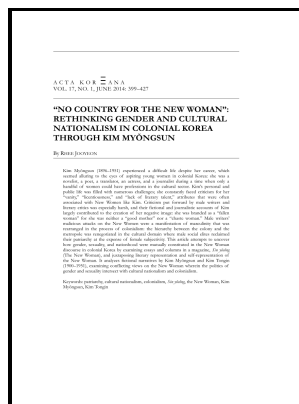 ACTA KOREANA
VOL. 17, NO. 1, JUNE 2014: 399–427
“NO COUNTRY FOR THE NEW WOMAN”:
RETHINKING GENDER AND CULTURAL
NATIONALISM IN COLONIAL KOREA
THROUGH KIM MYŎNGSUN
By RHEE JOOYEON
Kim Myŏngsun (1896–1951) experienced a difficult life despite her career, which
seemed alluring to the eyes of aspiring young women in colonial Korea: she was a
novelist, a poet, a translator, an actress, and a journalist during a time when only a
handful of women could have professions in the cultural sector. Kim's personal and
public life was filled with numerous challenges; she constantly faced criticism for her
“vanity,” “licentiousness,” and “lack of literary talent,” attributes that were often
associated with New Women like Kim. Criticism put forward by male writers and
literary critics was especially harsh, and their fictional and journalistic accounts of Kim
largely contributed to the creation of her negative image: she was branded as a “fallen
woman” for she was neither a “good mother” nor a “chaste woman.” Male writers'
malicious attacks on the New Women were a manifestation of masculinity that was
rearranged in the process of colonialism: the hierarchy between the colony and the
metropole was renegotiated in the cultural domain where male social elites reclaimed
their patriarchy at the expense of female subjectivity. This article attempts to uncover
how gender, sexuality, and nationhood were mutually constituted in the New Woman
discourse in colonial Korea by examining essays and columns in a magazine,
(The New Woman), and juxtaposing literary representation and self-representation of
the New Woman. It analyzes fictional narratives by Kim Myŏngsun and Kim Tongin
(1900–1951), examining conflicting views on the New Woman wherein the politics of
gender and sexuality intersect with cultural nationalism and colonialism.
Keywords: patriarchy, cultural nationalism, colonialism, the New Woman, Kim
Myŏngsun, Kim Tongin